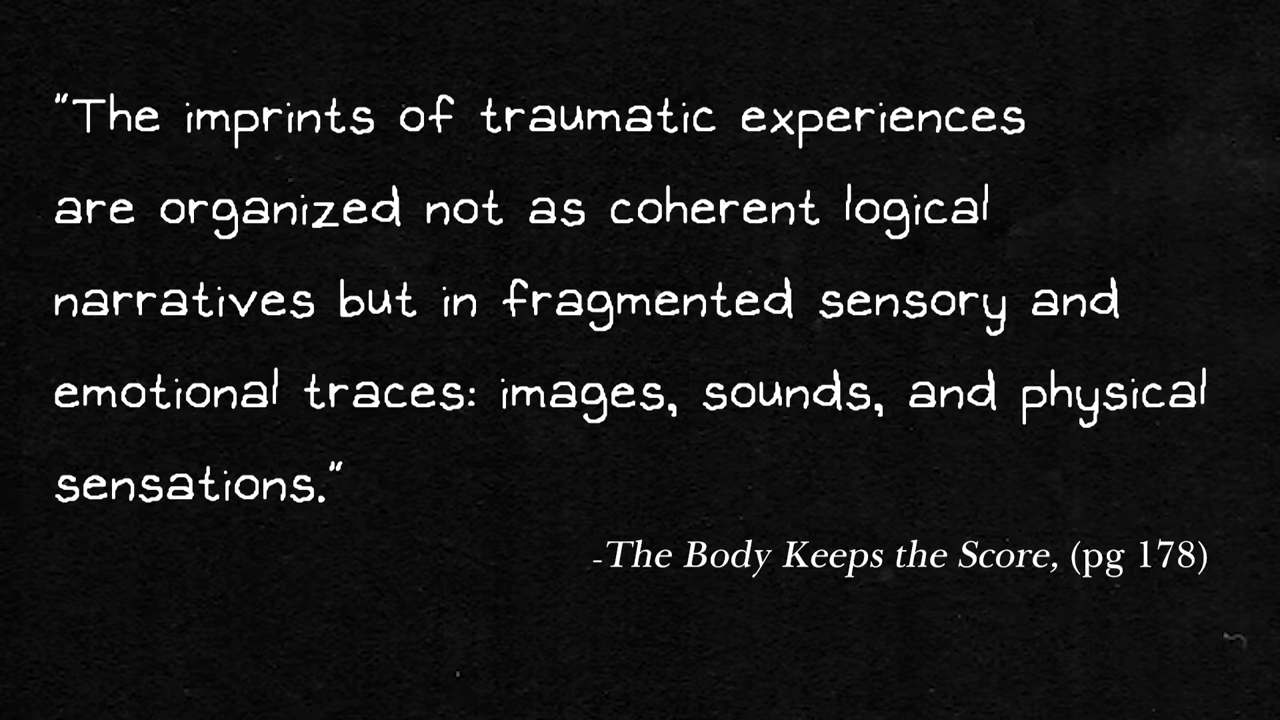 "The imprints of traumatic experiences
are organized not as coherent logical
narratives but in fragmented sensory and
emotional traces: images, sounds, and physical
sensations."
-The Body Keeps the Score, (pg 178)